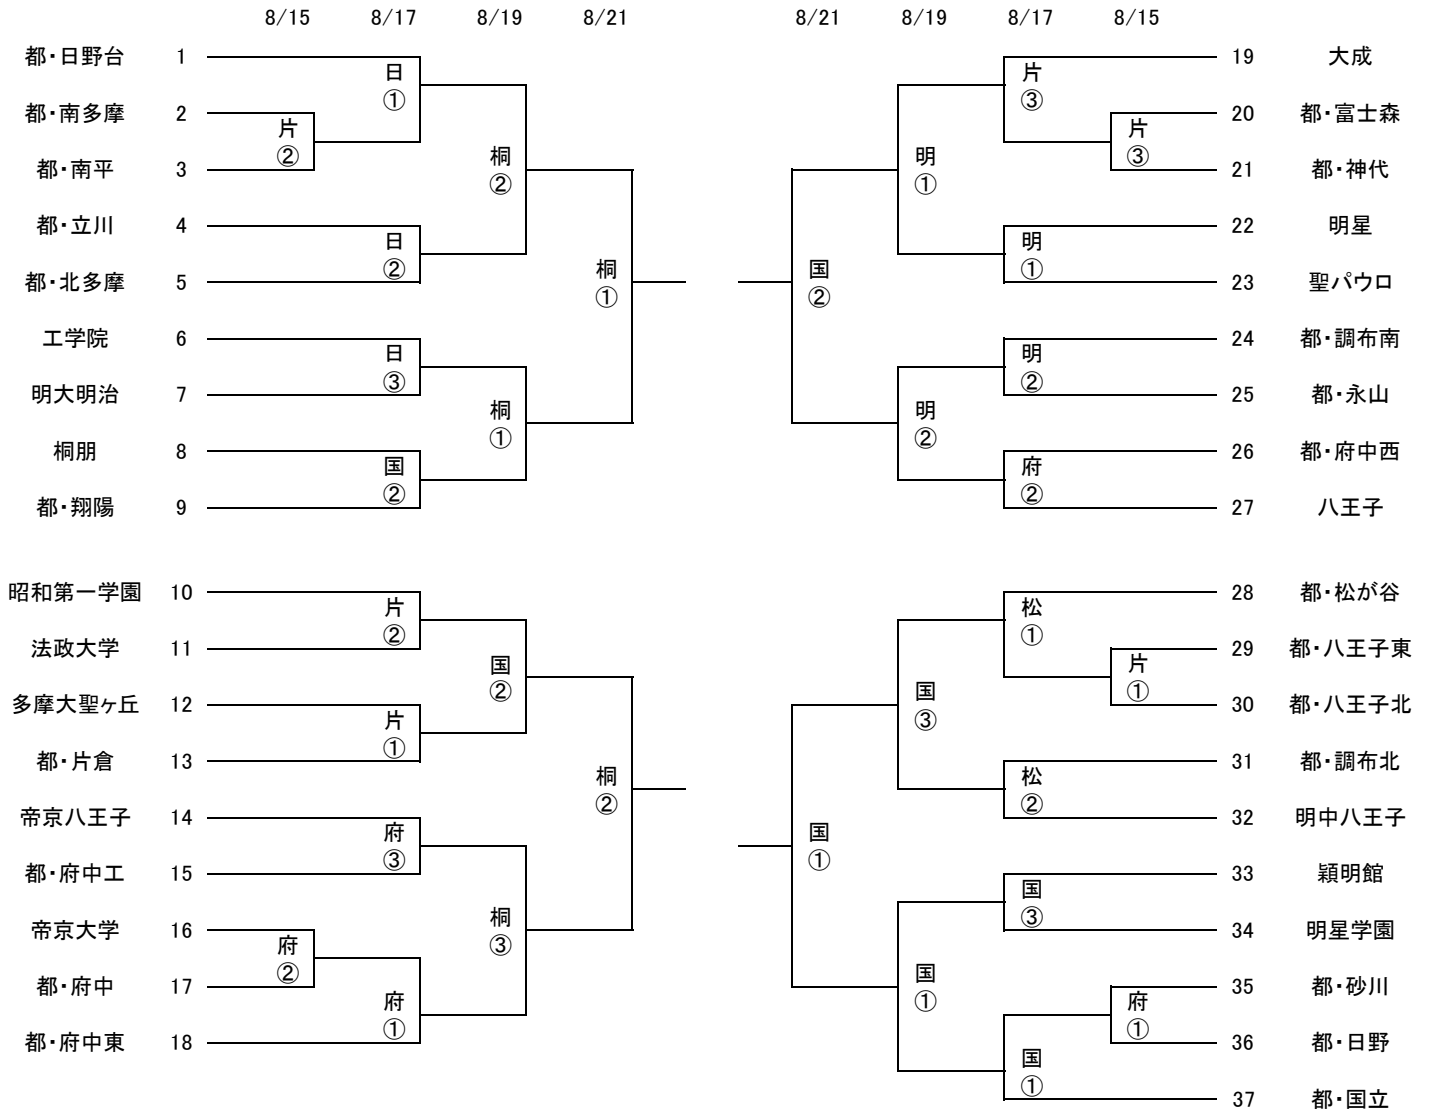 8/15 8/17 8/19 8/21 8/21 8/19 8/17 8/15
都・日野台 1 19 大成
日 片
① ③
都・南多摩 2 20 都・富士森
片 片
② 桐 明 ③
都・南平 3 21 都・神代
② ①
都・立川 4 22 明星
日 明
② 桐 国 ①
都・北多摩 5 23 聖パウロ
① ②
工学院 6 24 都・調布南
日 明
③ ②
明大明治 7 25 都・永山
桐 明
① ②
桐朋 8 26 都・府中西
国 府
② ②
都・翔陽 9 27 八王子
昭和第一学園 10 28 都・松が谷
片 松
② ①
法政大学 11 29 都・八王子東
国 片
② 国 ①
多摩大聖ヶ丘 12 30 都・八王子北
片 ③
①
都・片倉 13 31 都・調布北
桐 松
② ②
帝京八王子 14 32 明中八王子
府 国
③ ①
都・府中工 15 33 穎明館
国
桐 ③
帝京大学 16 34 明星学園
府 ③
② 国
都・府中 17 35 都・砂川
府 ① 府
① ①
都・府中東 18 36 都・日野
国
①
37 都・国立